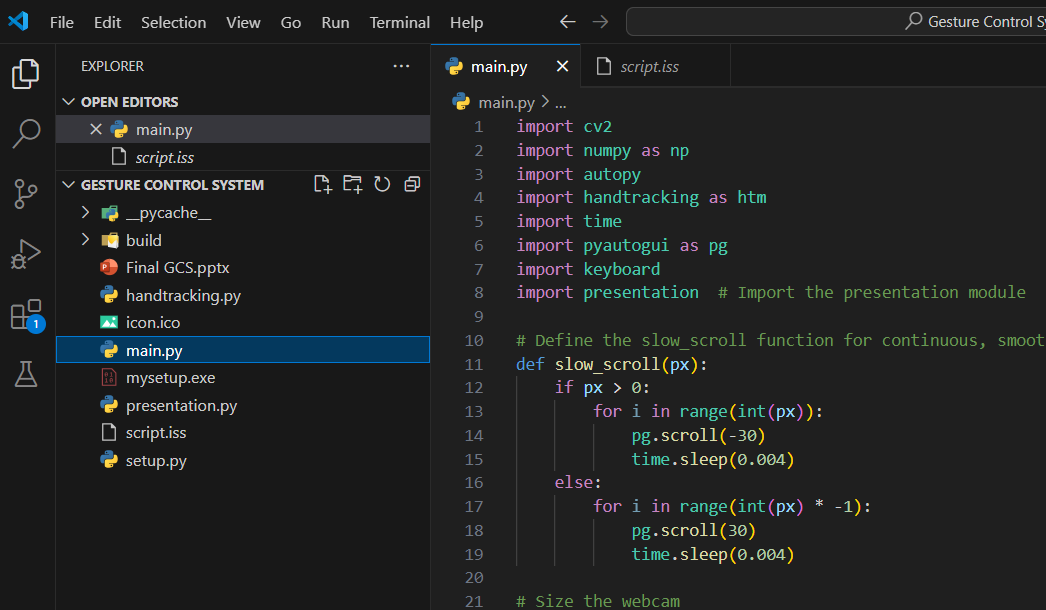 File Edit Selection View Go Run Terminal Help
Gesture Control Sy
EXPLORER
OPEN EDITORS
main.py
script.iss
GESTURE CONTROL SYSTEM
__pycache__
build
Final GCS.pptx
handtracking.py
icon.ico
main.py
mysetup.exe
presentation.py
script.iss
setup.py
1
main.py
script.iss
main.py > ...
1 import cv2
2 import numpy as np
3 import autopy
4 import handtracking as htm
5 import time
6 import pyautogui as pg
7 import keyboard
8 import presentation  # Import the presentation module
9
10 # Define the slow_scroll function for continuous, smoot
11 def slow_scroll(px):
12     if px > 0:
13         for i in range(int(px)):
14             pg.scroll(-30)
15             time.sleep(0.004)
16     else:
17         for i in range(int(px) * -1):
18             pg.scroll(30)
19             time.sleep(0.004)
20
21 # Size the webcam